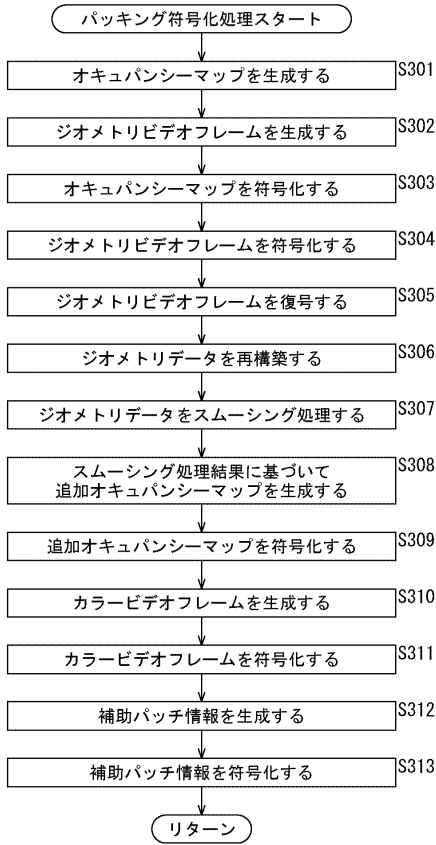 パッキング符号化処理スタート
オキュパンシーマップを生成する
S301
ジオメトリビデオフレームを生成する
S302
オキュパンシーマップを符号化する
S303
ジオメトリビデオフレームを符号化する
S304
ジオメトリビデオフレームを復号する
S305
ジオメトリデータを再構築する
S306
ジオメトリデータをスムージング処理する
S307
スムージング処理結果に基づいて
追加オキュパンシーマップを生成する
S308
追加オキュパンシーマップを符号化する
S309
カラービデオフレームを生成する
S310
カラービデオフレームを符号化する
S311
補助パッチ情報を生成する
S312
補助パッチ情報を符号化する
S313
リターン